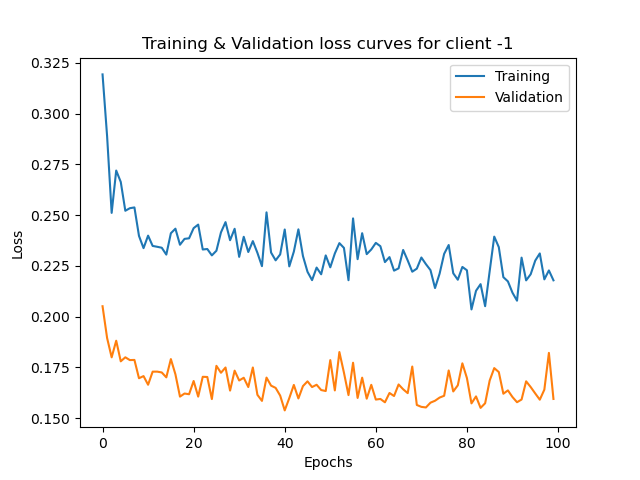 Training & Validation loss curves for client -1
0.325
0.300
0.275
0.250
0.225
0.200
0.175
0.150
Loss
Training
Validation
0 20 40 60 80 100
Epochs